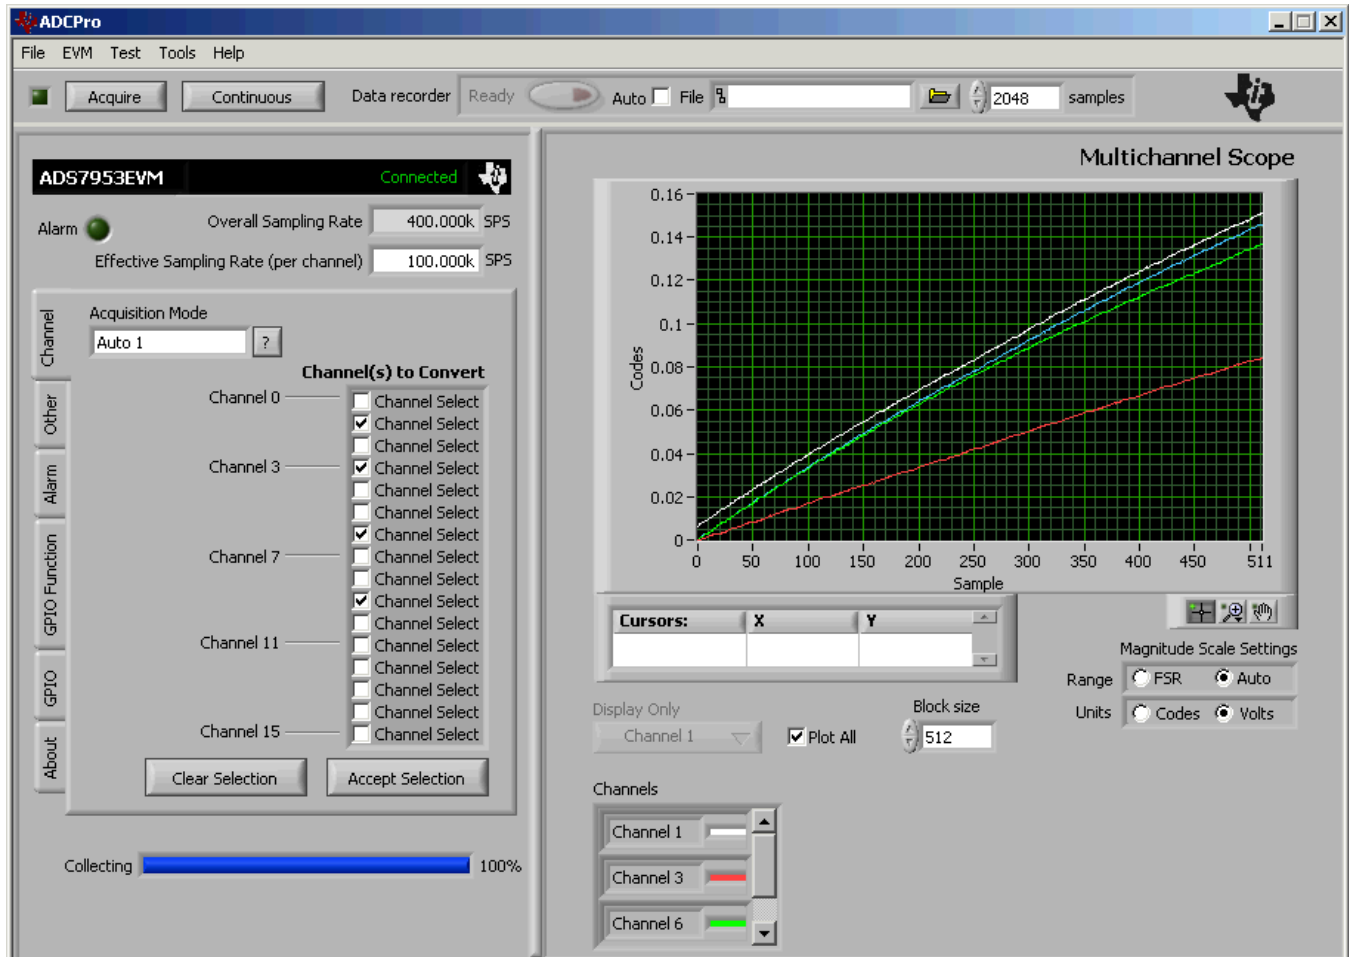 ADCPro
File EVM Test Tools Help
Acquire Continuous Data recorder Ready Auto File 2048 samples
ADS7953EVM Connected
Alarm Overall Sampling Rate 400.000k SPS
Effective Sampling Rate (per channel) 100.000k SPS
Channel
Other
Alarm
GPIO Function
GPIO
About
Acquisition Mode
Auto 1 ?
Channel(s) to Convert
Channel 0 Channel Select
Channel Select
Channel Select
Channel 3 Channel Select
Channel Select
Channel Select
Channel Select
Channel 7 Channel Select
Channel Select
Channel Select
Channel Select
Channel 11 Channel Select
Channel Select
Channel Select
Channel Select
Channel 15 Channel Select
Clear Selection Accept Selection
Collecting 100%
Multichannel Scope
Codes
0.16
0.14
0.12
0.1
0.08
0.06
0.04
0.02
0
0 50 100 150 200 250 300 350 400 450 511
Sample
Cursors: X Y
Magnitude Scale Settings
Range FSR Auto
Units Codes Volts
Display Only
Channel 1
Plot All
Block size
512
Channels
Channel 1
Channel 3
Channel 6